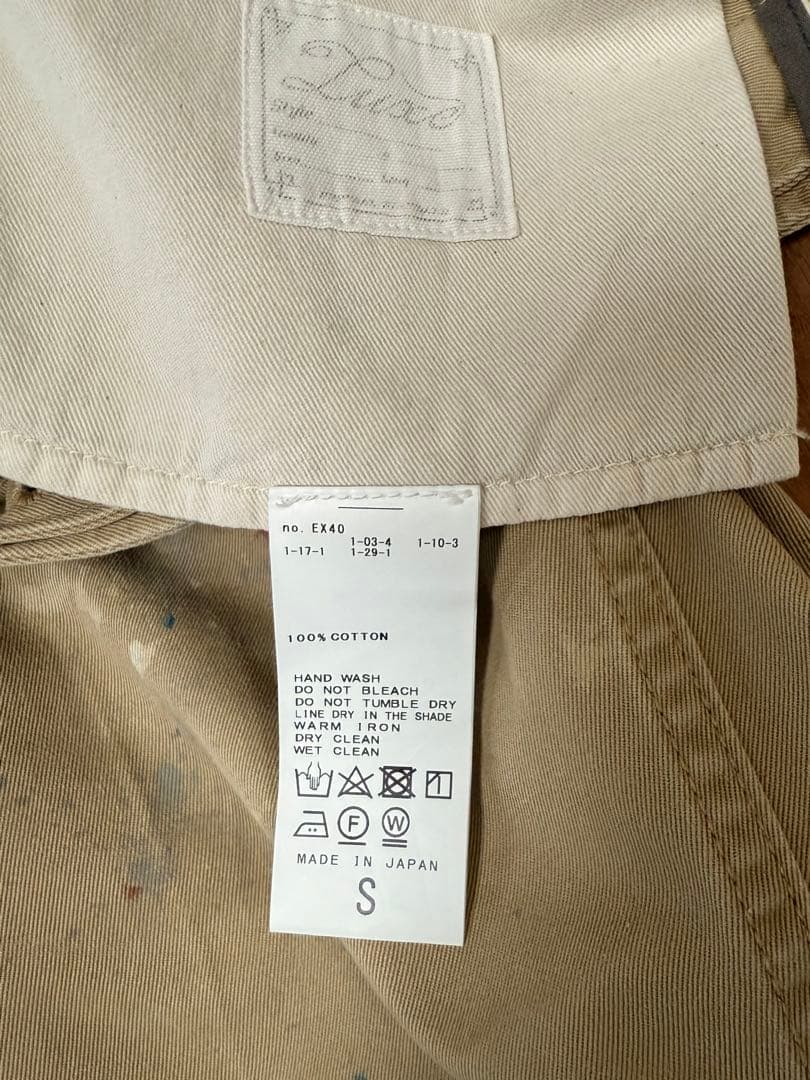 Luxe
Style
no. EX40
1-03-4 1-10-3
1-17-1 1-29-1
100% COTTON
HAND WASH
DO NOT BLEACH
DO NOT TUMBLE DRY
LINE DRY IN THE SHADE
WARM IRON
DRY CLEAN
WET CLEAN
F W
MADE IN JAPAN
S